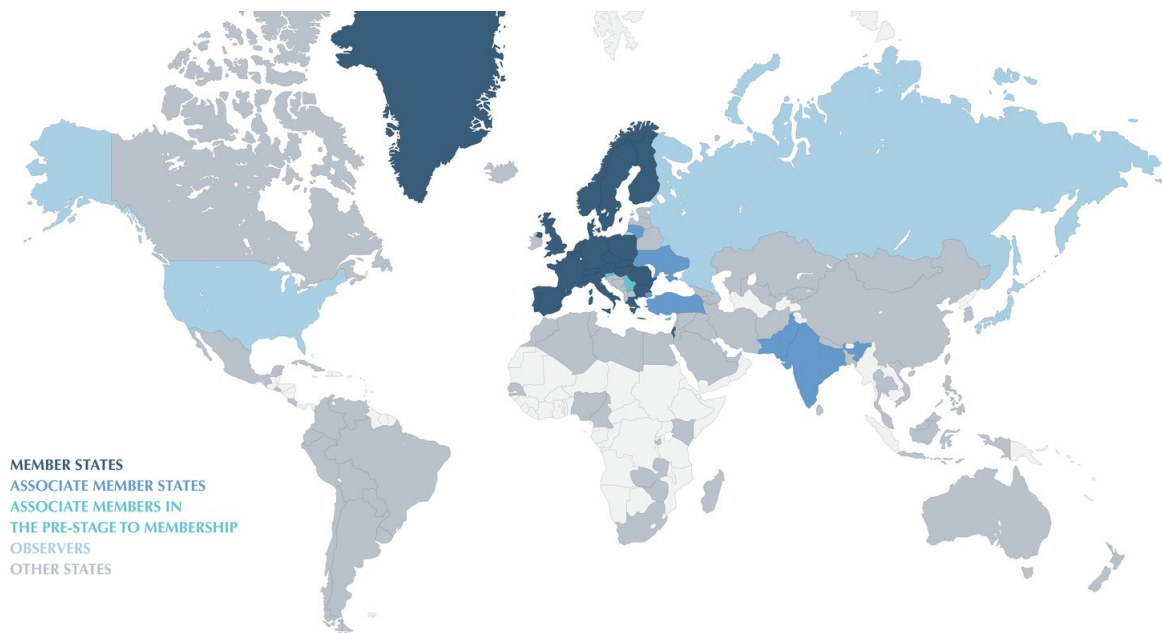 MEMBER STATES
ASSOCIATE MEMBER STATES
ASSOCIATE MEMBERS IN
THE PRE-STAGE TO MEMBERSHIP
OBSERVERS
OTHER STATES